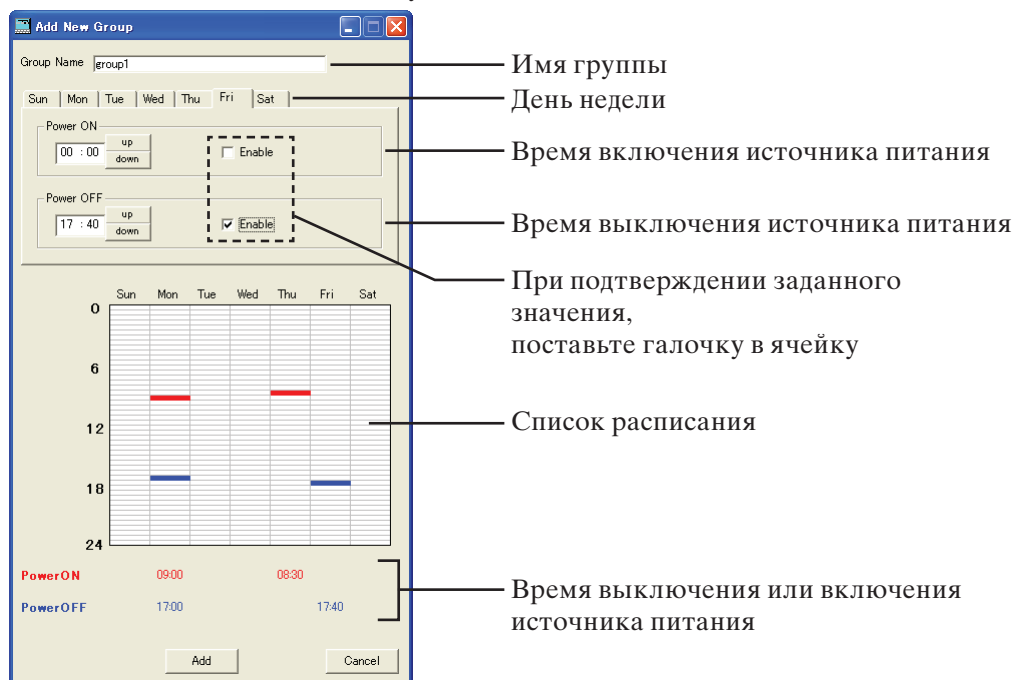 Add New Group
Group Name group1
Имя группы
Sun Mon Tue Wed Thu Fri Sat
День недели
Power ON
00 : 00 up down Enable
Время включения источника питания
Power OFF
17 : 40 up down Enable
Время выключения источника питания
При подтверждении заданного
значения,
поставьте галочку в ячейку
Sun Mon Tue Wed Thu Fri Sat
0
6
12
18
24
Список расписания
PowerON 09:00 08:30
PowerOFF 17:00 17:40
Время выключения или включения
источника питания
Add Cancel